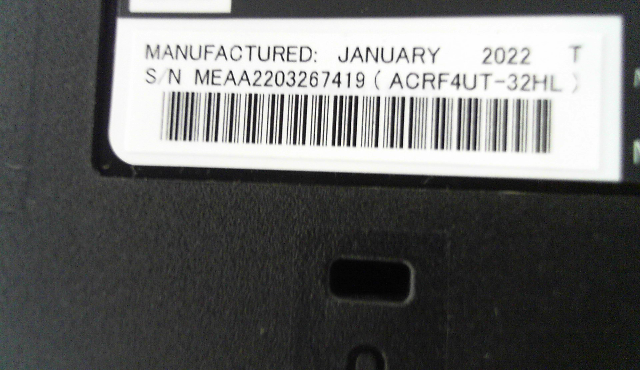 MANUFACTURED: JANUARY 2022 T
S/N MEAA2203267419 ( ACRF4UT-32HL )